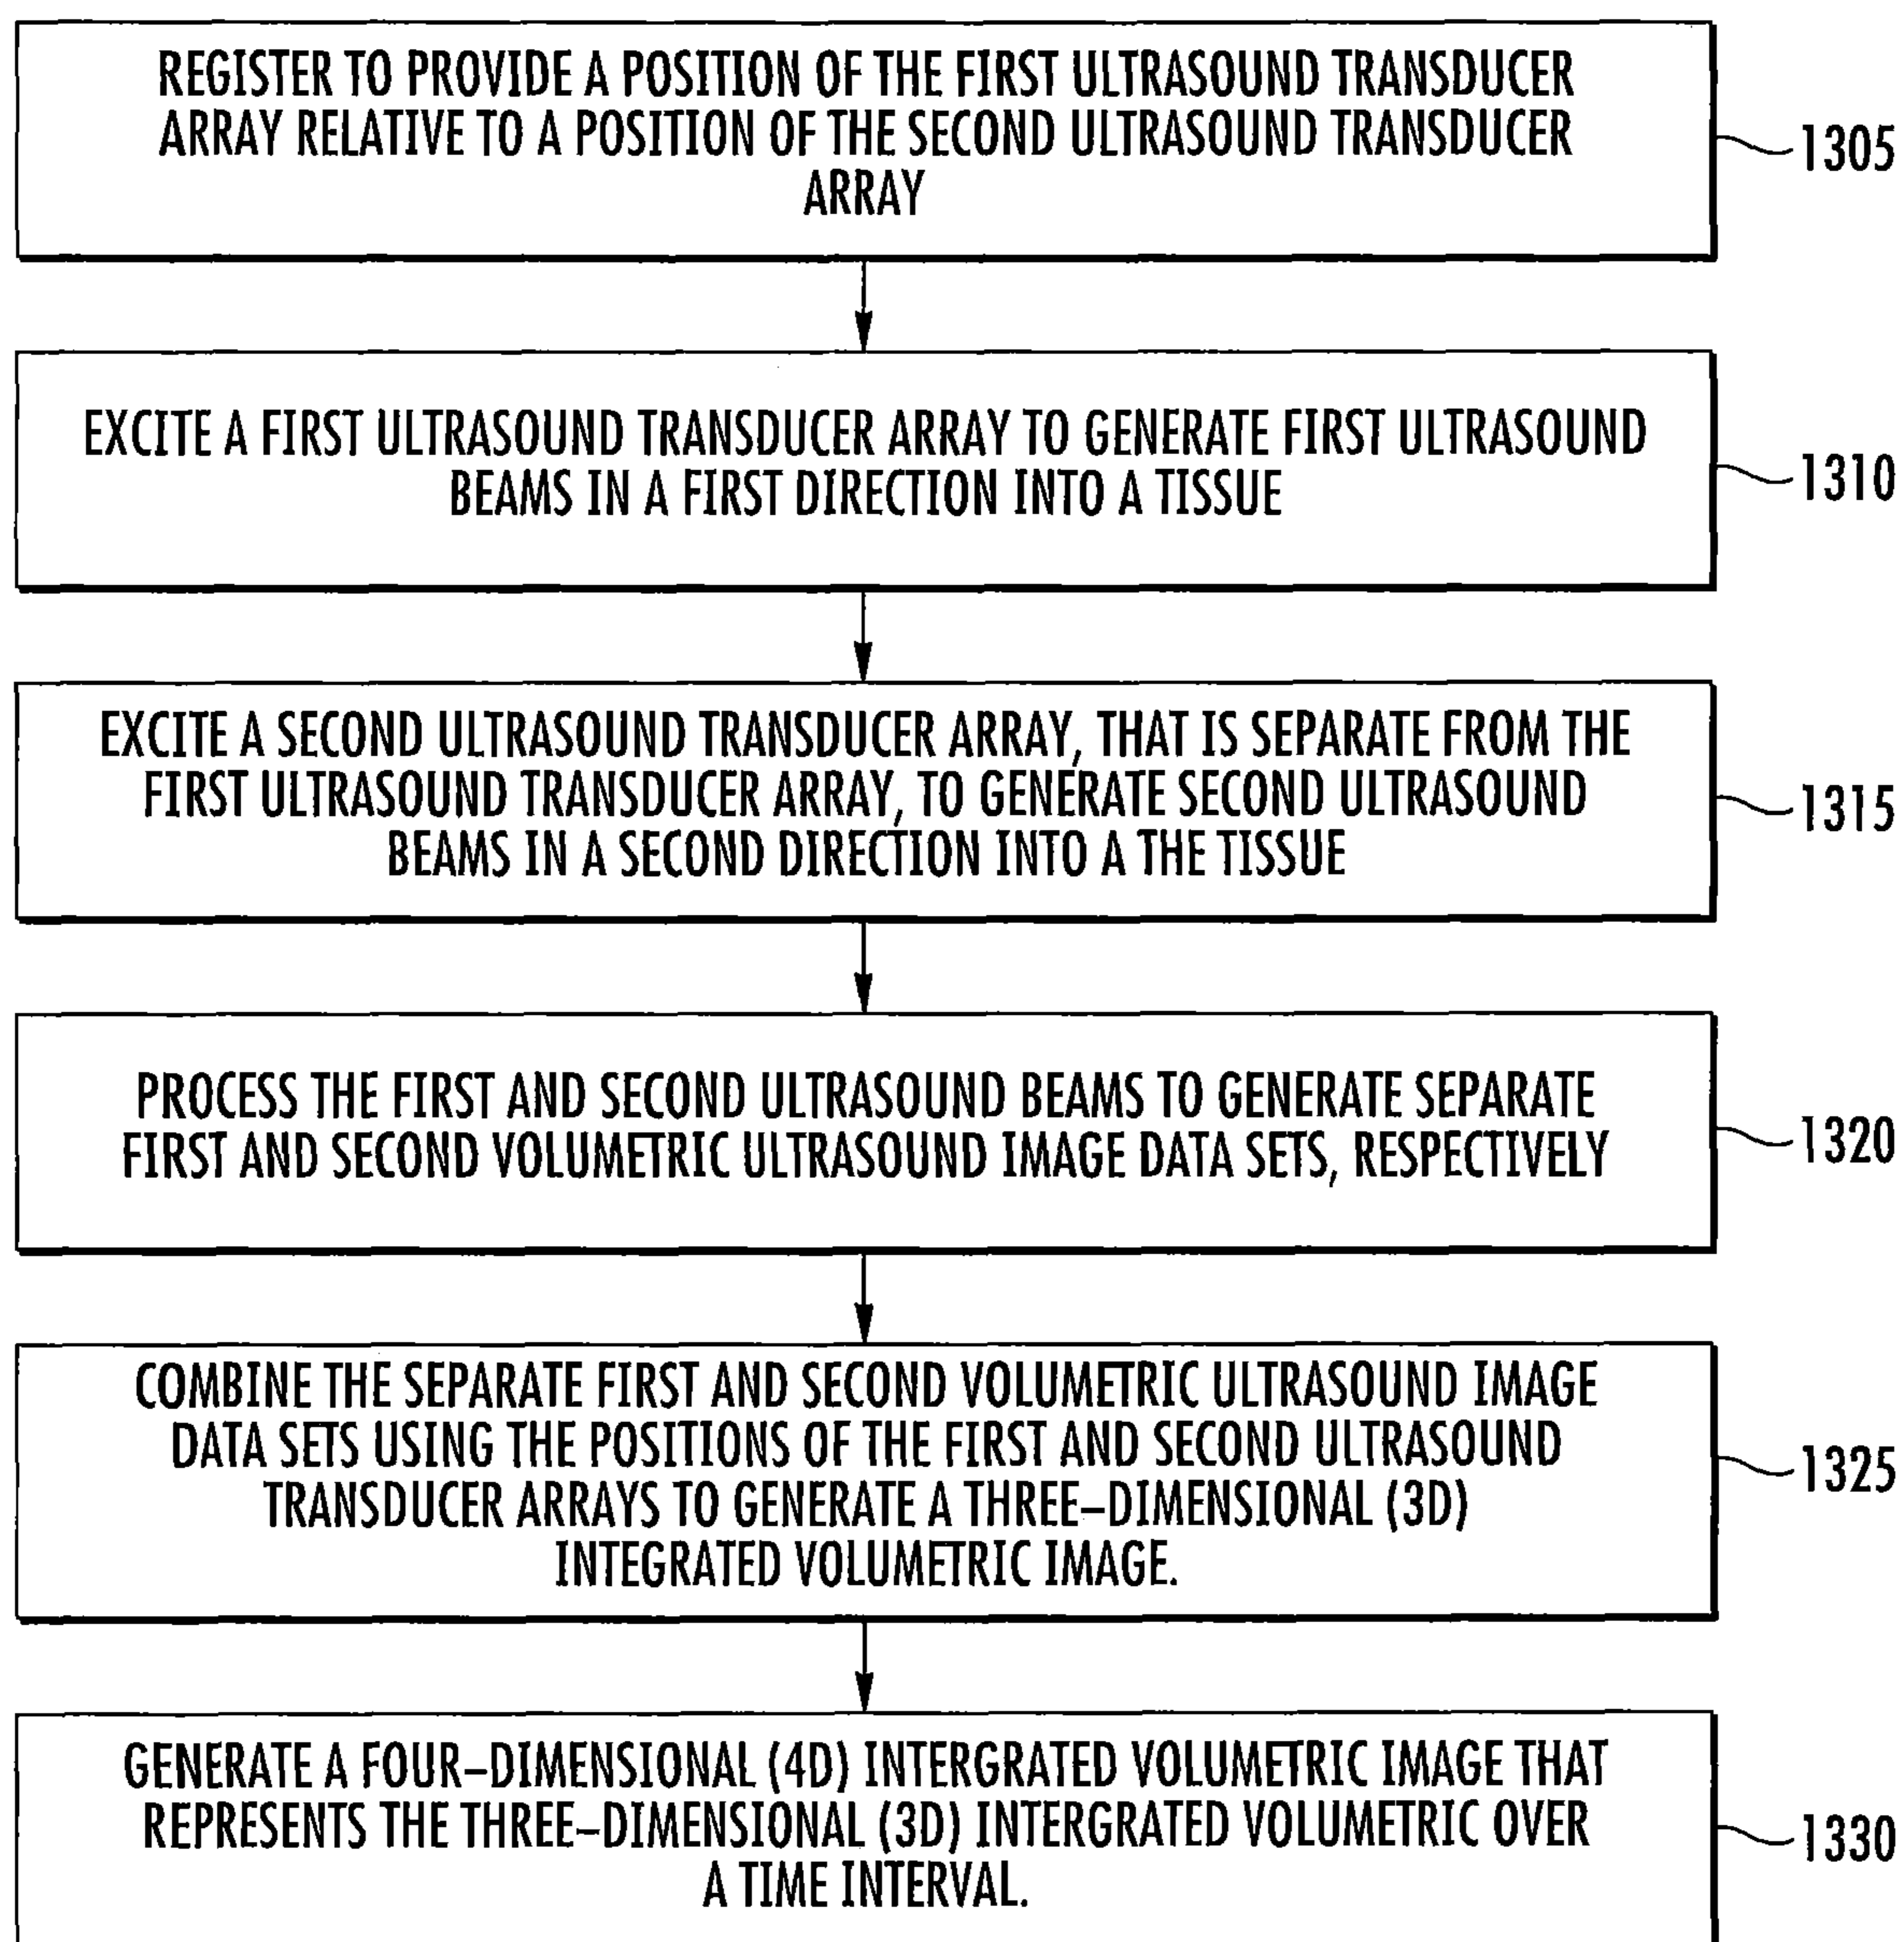 REGISTER TO PROVIDE A POSITION OF THE FIRST ULTRASOUND TRANSDUCER
ARRAY RELATIVE TO A POSITION OF THE SECOND ULTRASOUND TRANSDUCER
ARRAY
1305
EXCITE A FIRST ULTRASOUND TRANSDUCER ARRAY TO GENERATE FIRST ULTRASOUND
BEAMS IN A FIRST DIRECTION INTO A TISSUE
1310
EXCITE A SECOND ULTRASOUND TRANSDUCER ARRAY, THAT IS SEPARATE FROM THE
FIRST ULTRASOUND TRANSDUCER ARRAY, TO GENERATE SECOND ULTRASOUND
BEAMS IN A SECOND DIRECTION INTO A THE TISSUE
1315
PROCESS THE FIRST AND SECOND ULTRASOUND BEAMS TO GENERATE SEPARATE
FIRST AND SECOND VOLUMETRIC ULTRASOUND IMAGE DATA SETS, RESPECTIVELY
1320
COMBINE THE SEPARATE FIRST AND SECOND VOLUMETRIC ULTRASOUND IMAGE
DATA SETS USING THE POSITIONS OF THE FIRST AND SECOND ULTRASOUND
TRANSDUCER ARRAYS TO GENERATE A THREE–DIMENSIONAL (3D)
INTEGRATED VOLUMETRIC IMAGE.
1325
GENERATE A FOUR–DIMENSIONAL (4D) INTERGRATED VOLUMETRIC IMAGE THAT
REPRESENTS THE THREE–DIMENSIONAL (3D) INTERGRATED VOLUMETRIC OVER
A TIME INTERVAL.
1330